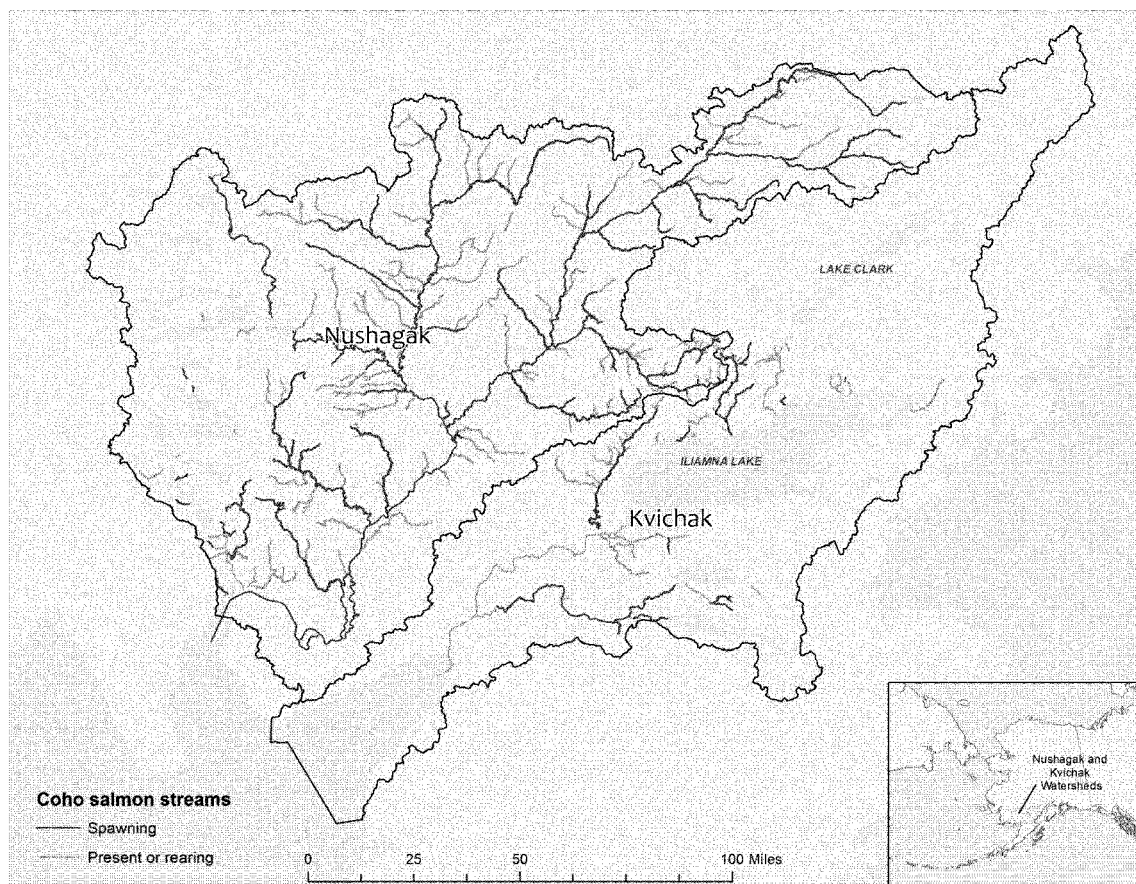 LAKE CLARK
Nushagak
ILIAMNA LAKE
Kvichak
Nushagak and
Kvichak
Watersheds
Coho salmon streams
Spawning
Present or rearing
0 25 50 100 Miles